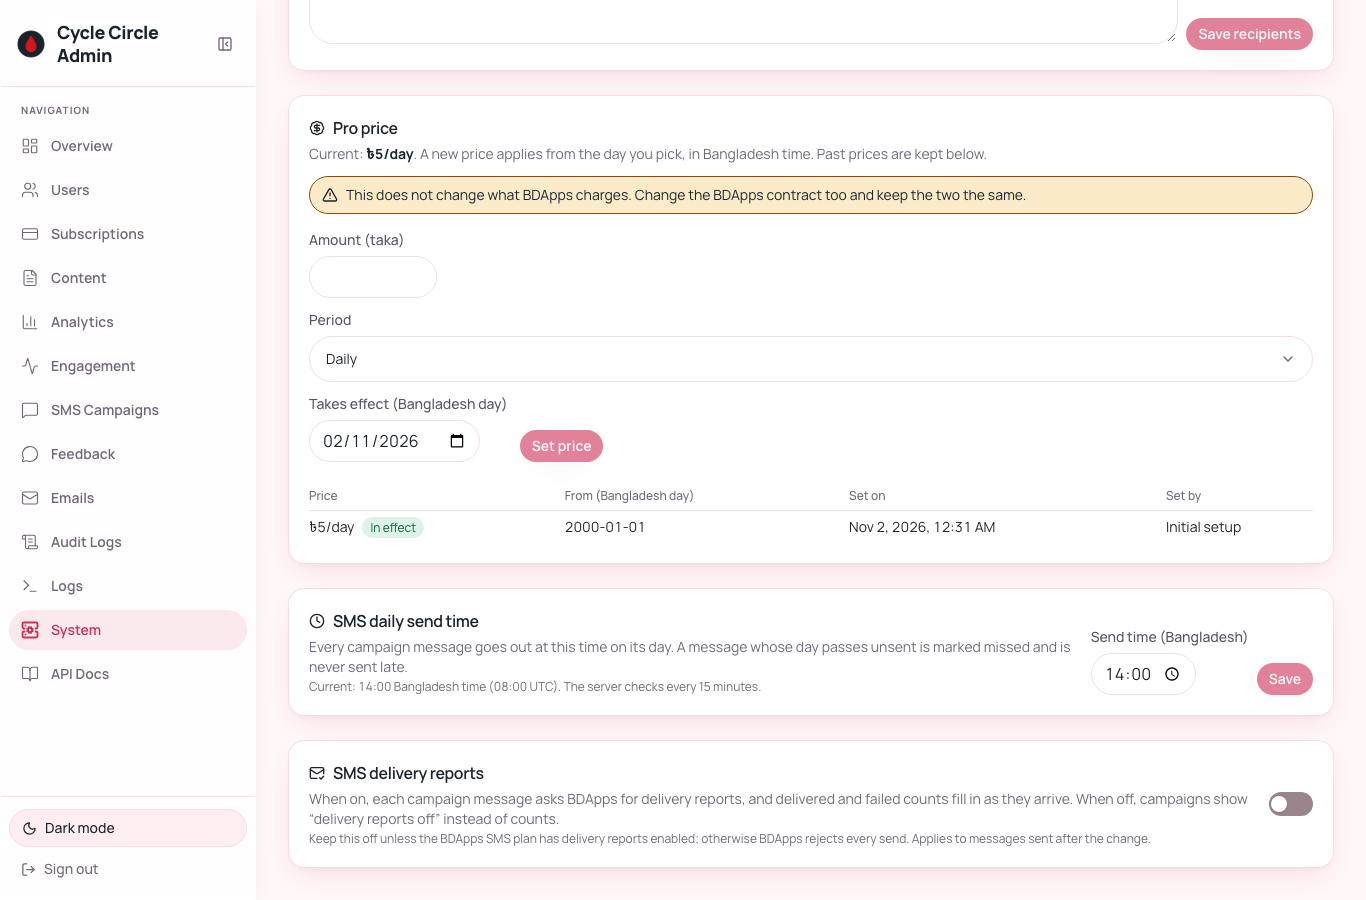 Cycle Circle
Admin
NAVIGATION
Overview
Users
Subscriptions
Content
Analytics
Engagement
SMS Campaigns
Feedback
Emails
Audit Logs
Logs
System
API Docs
Dark mode
Sign out
Save recipients
Pro price
Current: ৳5/day. A new price applies from the day you pick, in Bangladesh time. Past prices are kept below.
This does not change what BDApps charges. Change the BDApps contract too and keep the two the same.
Amount (taka)
Period
Daily
Takes effect (Bangladesh day)
02/11/2026
Set price
Price From (Bangladesh day) Set on Set by
৳5/day In effect 2000-01-01 Nov 2, 2026, 12:31 AM Initial setup
SMS daily send time
Every campaign message goes out at this time on its day. A message whose day passes unsent is marked missed and is
never sent late.
Current: 14:00 Bangladesh time (08:00 UTC). The server checks every 15 minutes.
Send time (Bangladesh)
14:00
Save
SMS delivery reports
When on, each campaign message asks BDApps for delivery reports, and delivered and failed counts fill in as they arrive. When off, campaigns show
“delivery reports off” instead of counts.
Keep this off unless the BDApps SMS plan has delivery reports enabled; otherwise BDApps rejects every send. Applies to messages sent after the change.